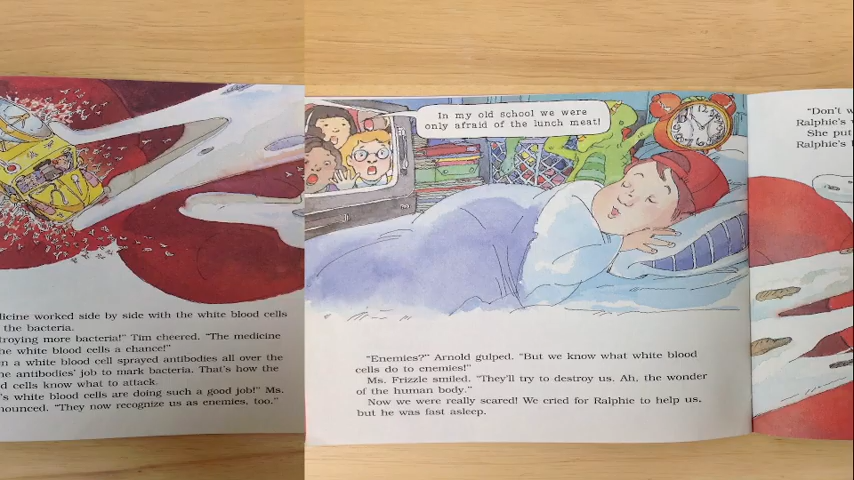 dicine worked side by side with the white blood cells
the bacteria.
troying more bacteria!" Tim cheered. "The medicine
he white blood cells a chance!"
n a white blood cell sprayed antibodies all over the
he antibodies' job to mark bacteria. That's how the
d cells know what to attack.
's white blood cells are doing such a good job!" Ms.
nounced. "They now recognize us as enemies, too."
In my old school we were
only afraid of the lunch meat!
"Enemies?" Arnold gulped. "But we know what white blood
cells do to enemies!"
Ms. Frizzle smiled. "They'll try to destroy us. Ah, the wonder
of the human body."
Now we were really scared! We cried for Ralphie to help us,
but he was fast asleep.
"Don't w
Ralphie's
She put
Ralphie's